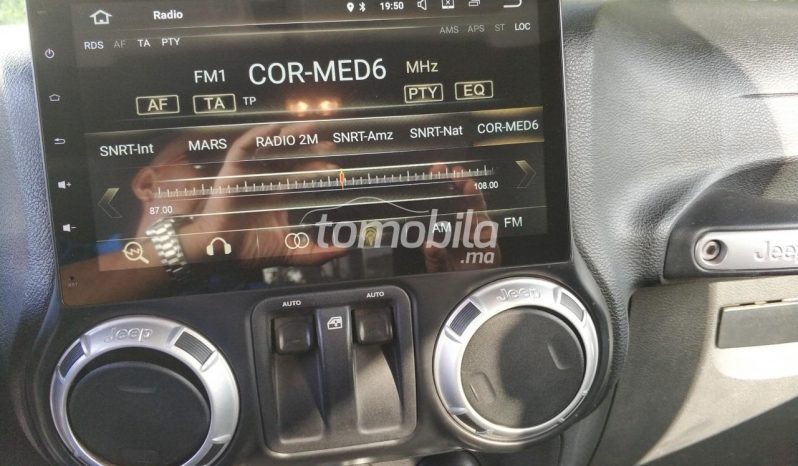 Radio
19:50
RDS AF TA PTY
AMS APS ST LOC
FM1 COR-MED6 MHz
AF TA TP PTY EQ
SNRT-Int MARS RADIO 2M SNRT-Amz SNRT-Nat COR-MED6
87.00 108.00
AM FM
tomobila
.ma
RST
AUTO AUTO
Jeep
Jeep
Jeep